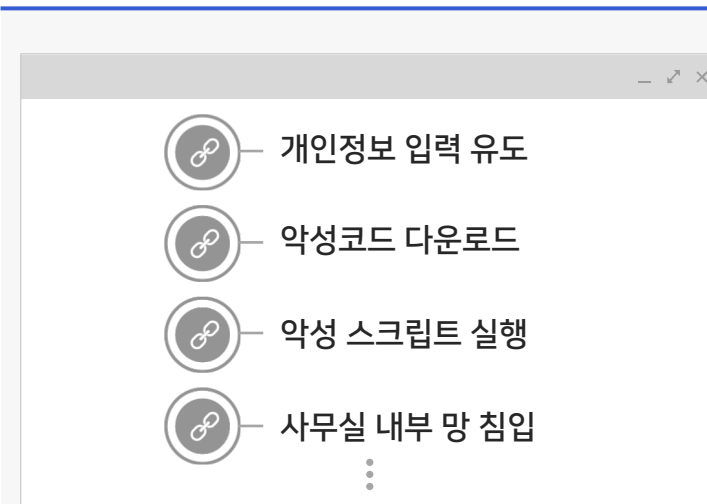 개인정보 입력 유도
악성코드 다운로드
악성 스크립트 실행
사무실 내부 망 침입